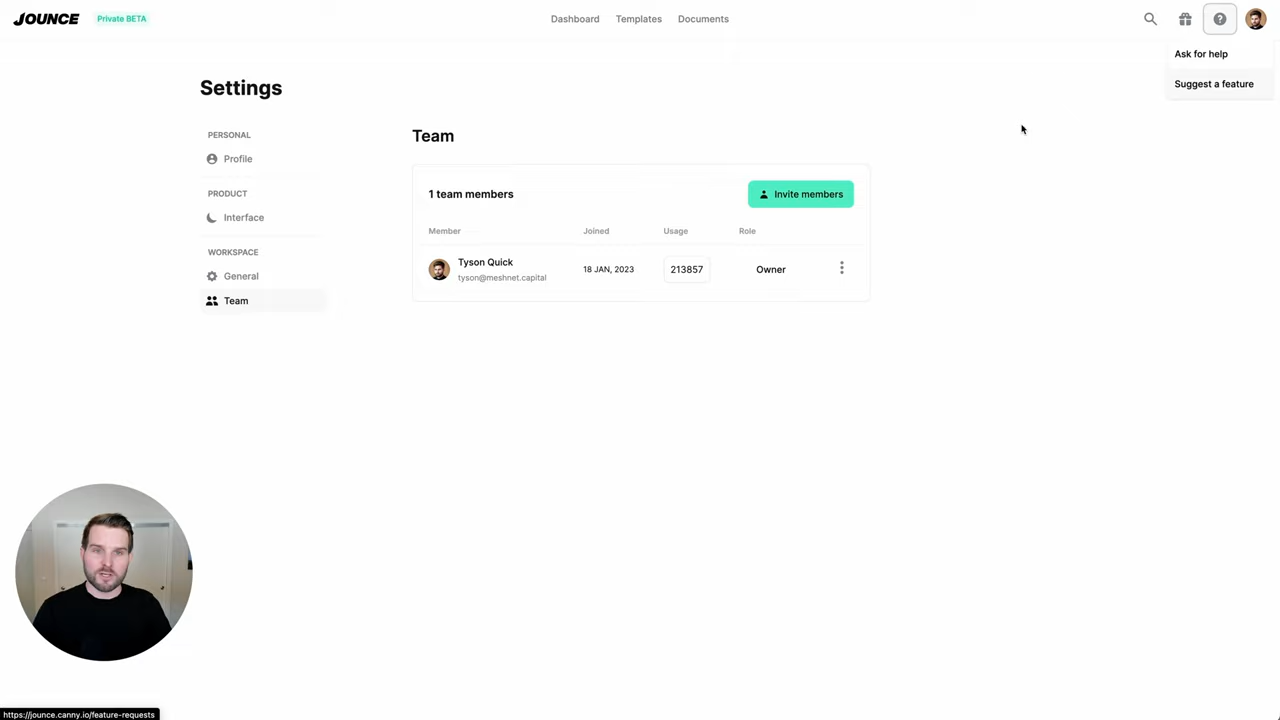 JOUNCE Private BETA Dashboard Templates Documents
Ask for help
Suggest a feature
Settings
PERSONAL
Profile
PRODUCT
Interface
WORKSPACE
General
Team
Team
1 team members Invite members
Member Joined Usage Role
Tyson Quick
tyson@meshnet.capital
18 JAN, 2023 213857 Owner
https://jounce.canny.io/feature-requests